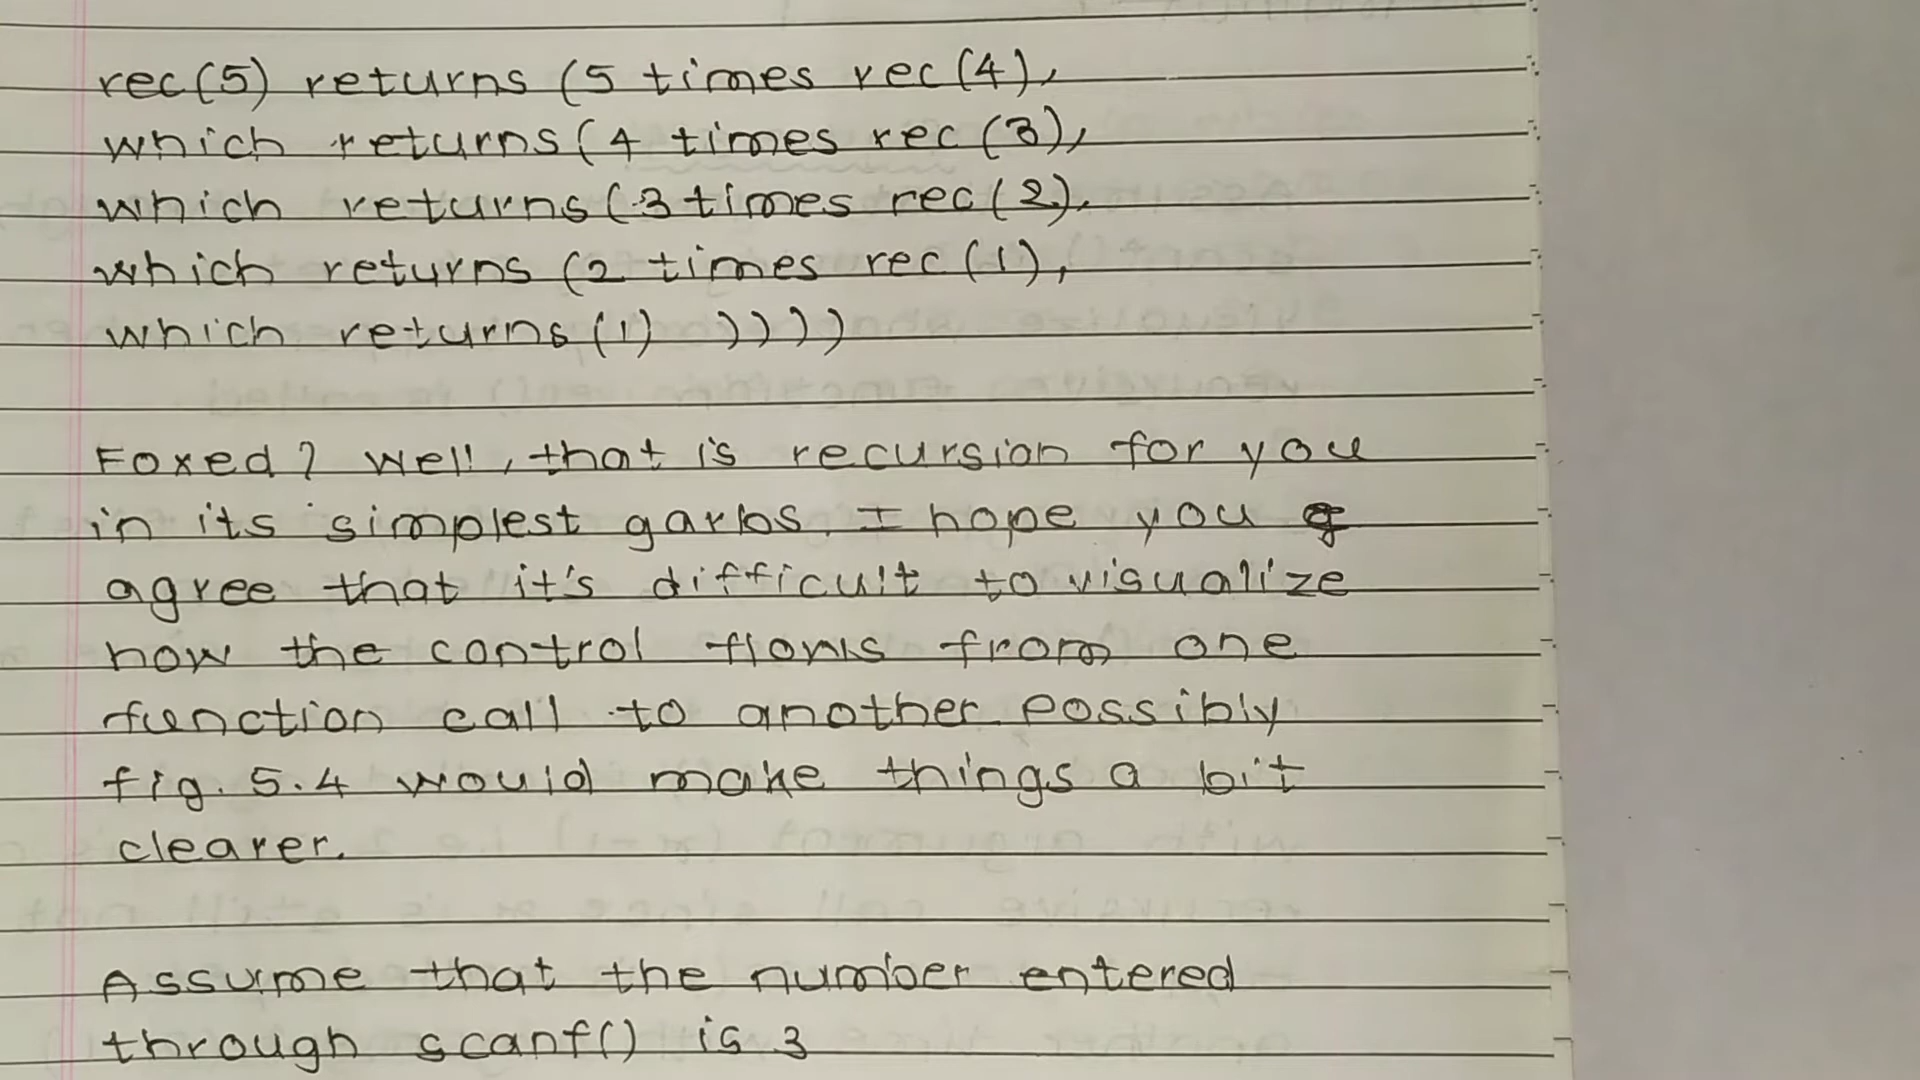 rec(5) returns (5 times rec(4),
which returns (4 times rec (3),
which returns (3 times rec(2),
which returns (2 times rec (1),
which returns (1) ))))
Foxed? Well, that is recursion for you
in its simplest garbs. I hope you
agree that it's difficult to visualize
how the control flows from one
function call to another. Possibly
fig. 5.4 would make things a bit
clearer.
Assume that the number entered
through scanf() is 3